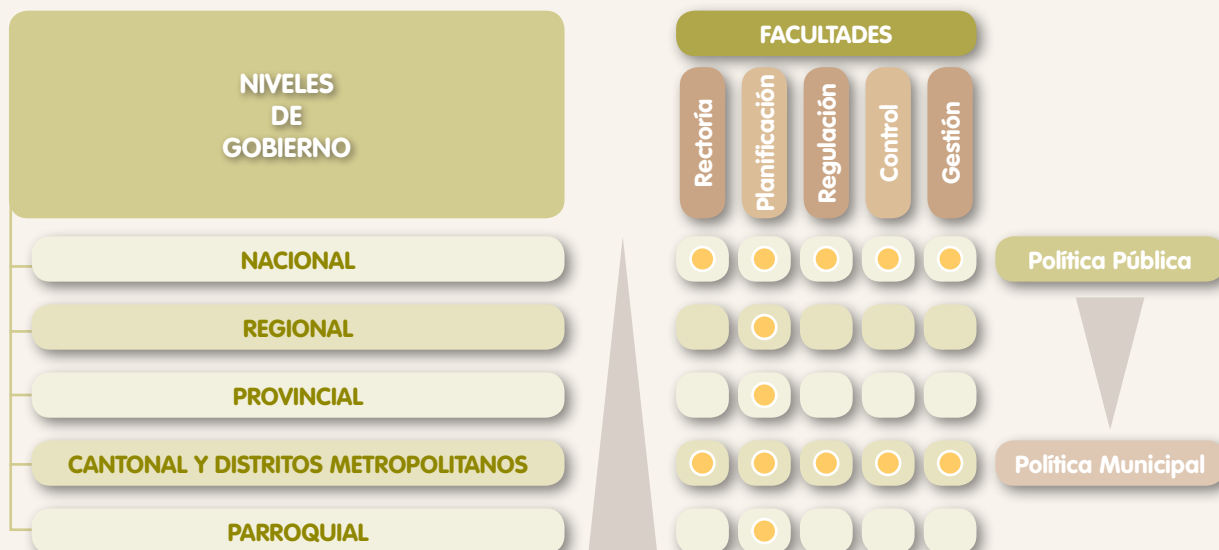 NIVELES
DE
GOBIERNO
FACULTADES
Rectoría
Planificación
Regulación
Control
Gestión
NACIONAL
Política Pública
REGIONAL
PROVINCIAL
CANTONAL Y DISTRITOS METROPOLITANOS
Política Municipal
PARROQUIAL